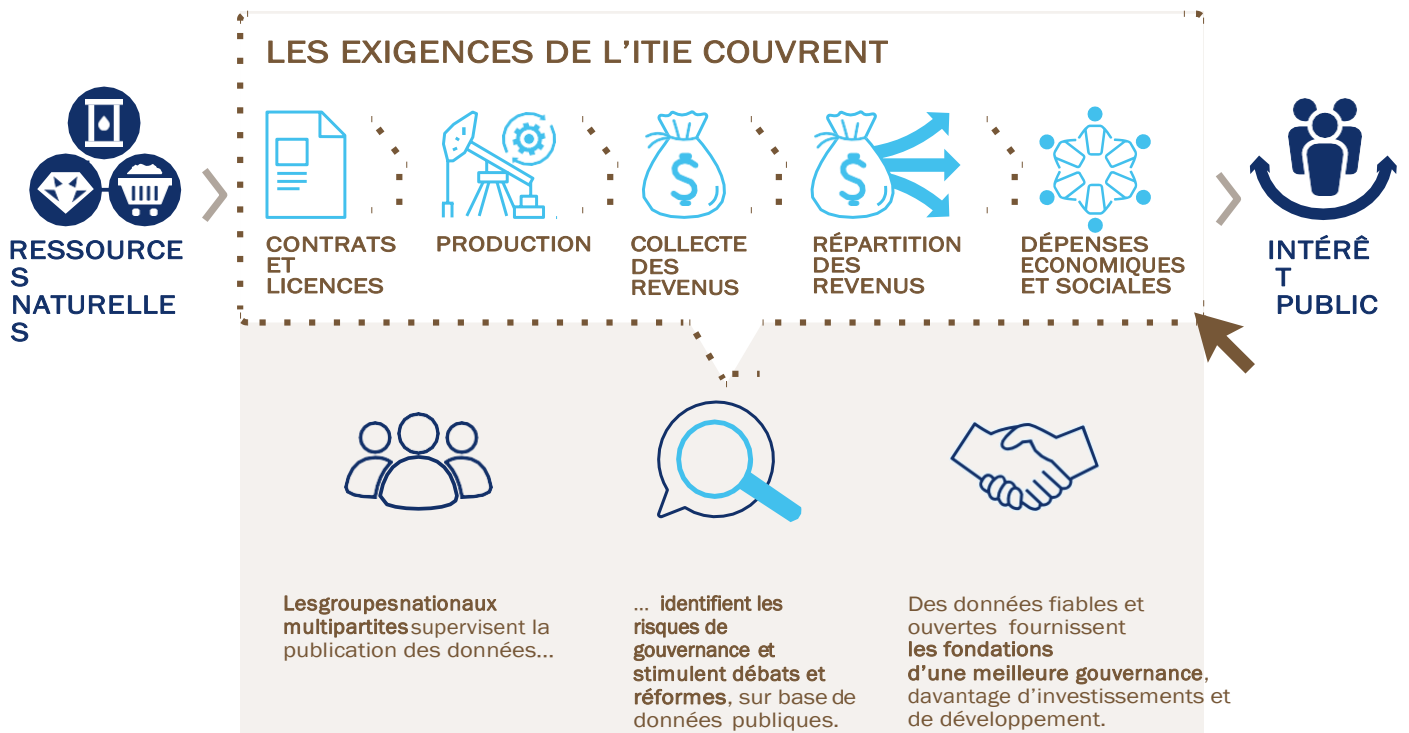 LES EXIGENCES DE L’ITIE COUVRENT
RESSOURCE
S
NATURELLE
S
CONTRATS
ET
LICENCES
PRODUCTION
COLLECTE
DES
REVENUS
RÉPARTITION
DES
REVENUS
DÉPENSES
ECONOMIQUES
ET SOCIALES
INTÉRÊ
T
PUBLIC
Lesgroupesnationaux
multipartites supervisent la
publication des données...
... identifient les
risques de
gouvernance et
stimulent débats et
réformes, sur base de
données publiques.
Des données fiables et
ouvertes fournissent
les fondations
d’une meilleure gouvernance,
davantage d’investissements et
de développement.